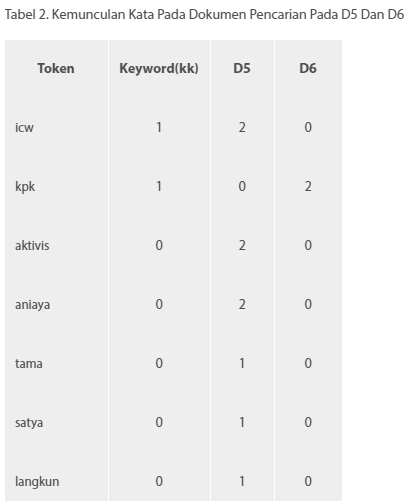 Tabel 2. Kemunculan Kata Pada Dokumen Pencarian Pada D5 Dan D6
Token Keyword(kk) D5 D6
icw 1 2 0
kpk 1 0 2
aktivis 0 2 0
aniaya 0 2 0
tama 0 1 0
satya 0 1 0
langkun 0 1 0